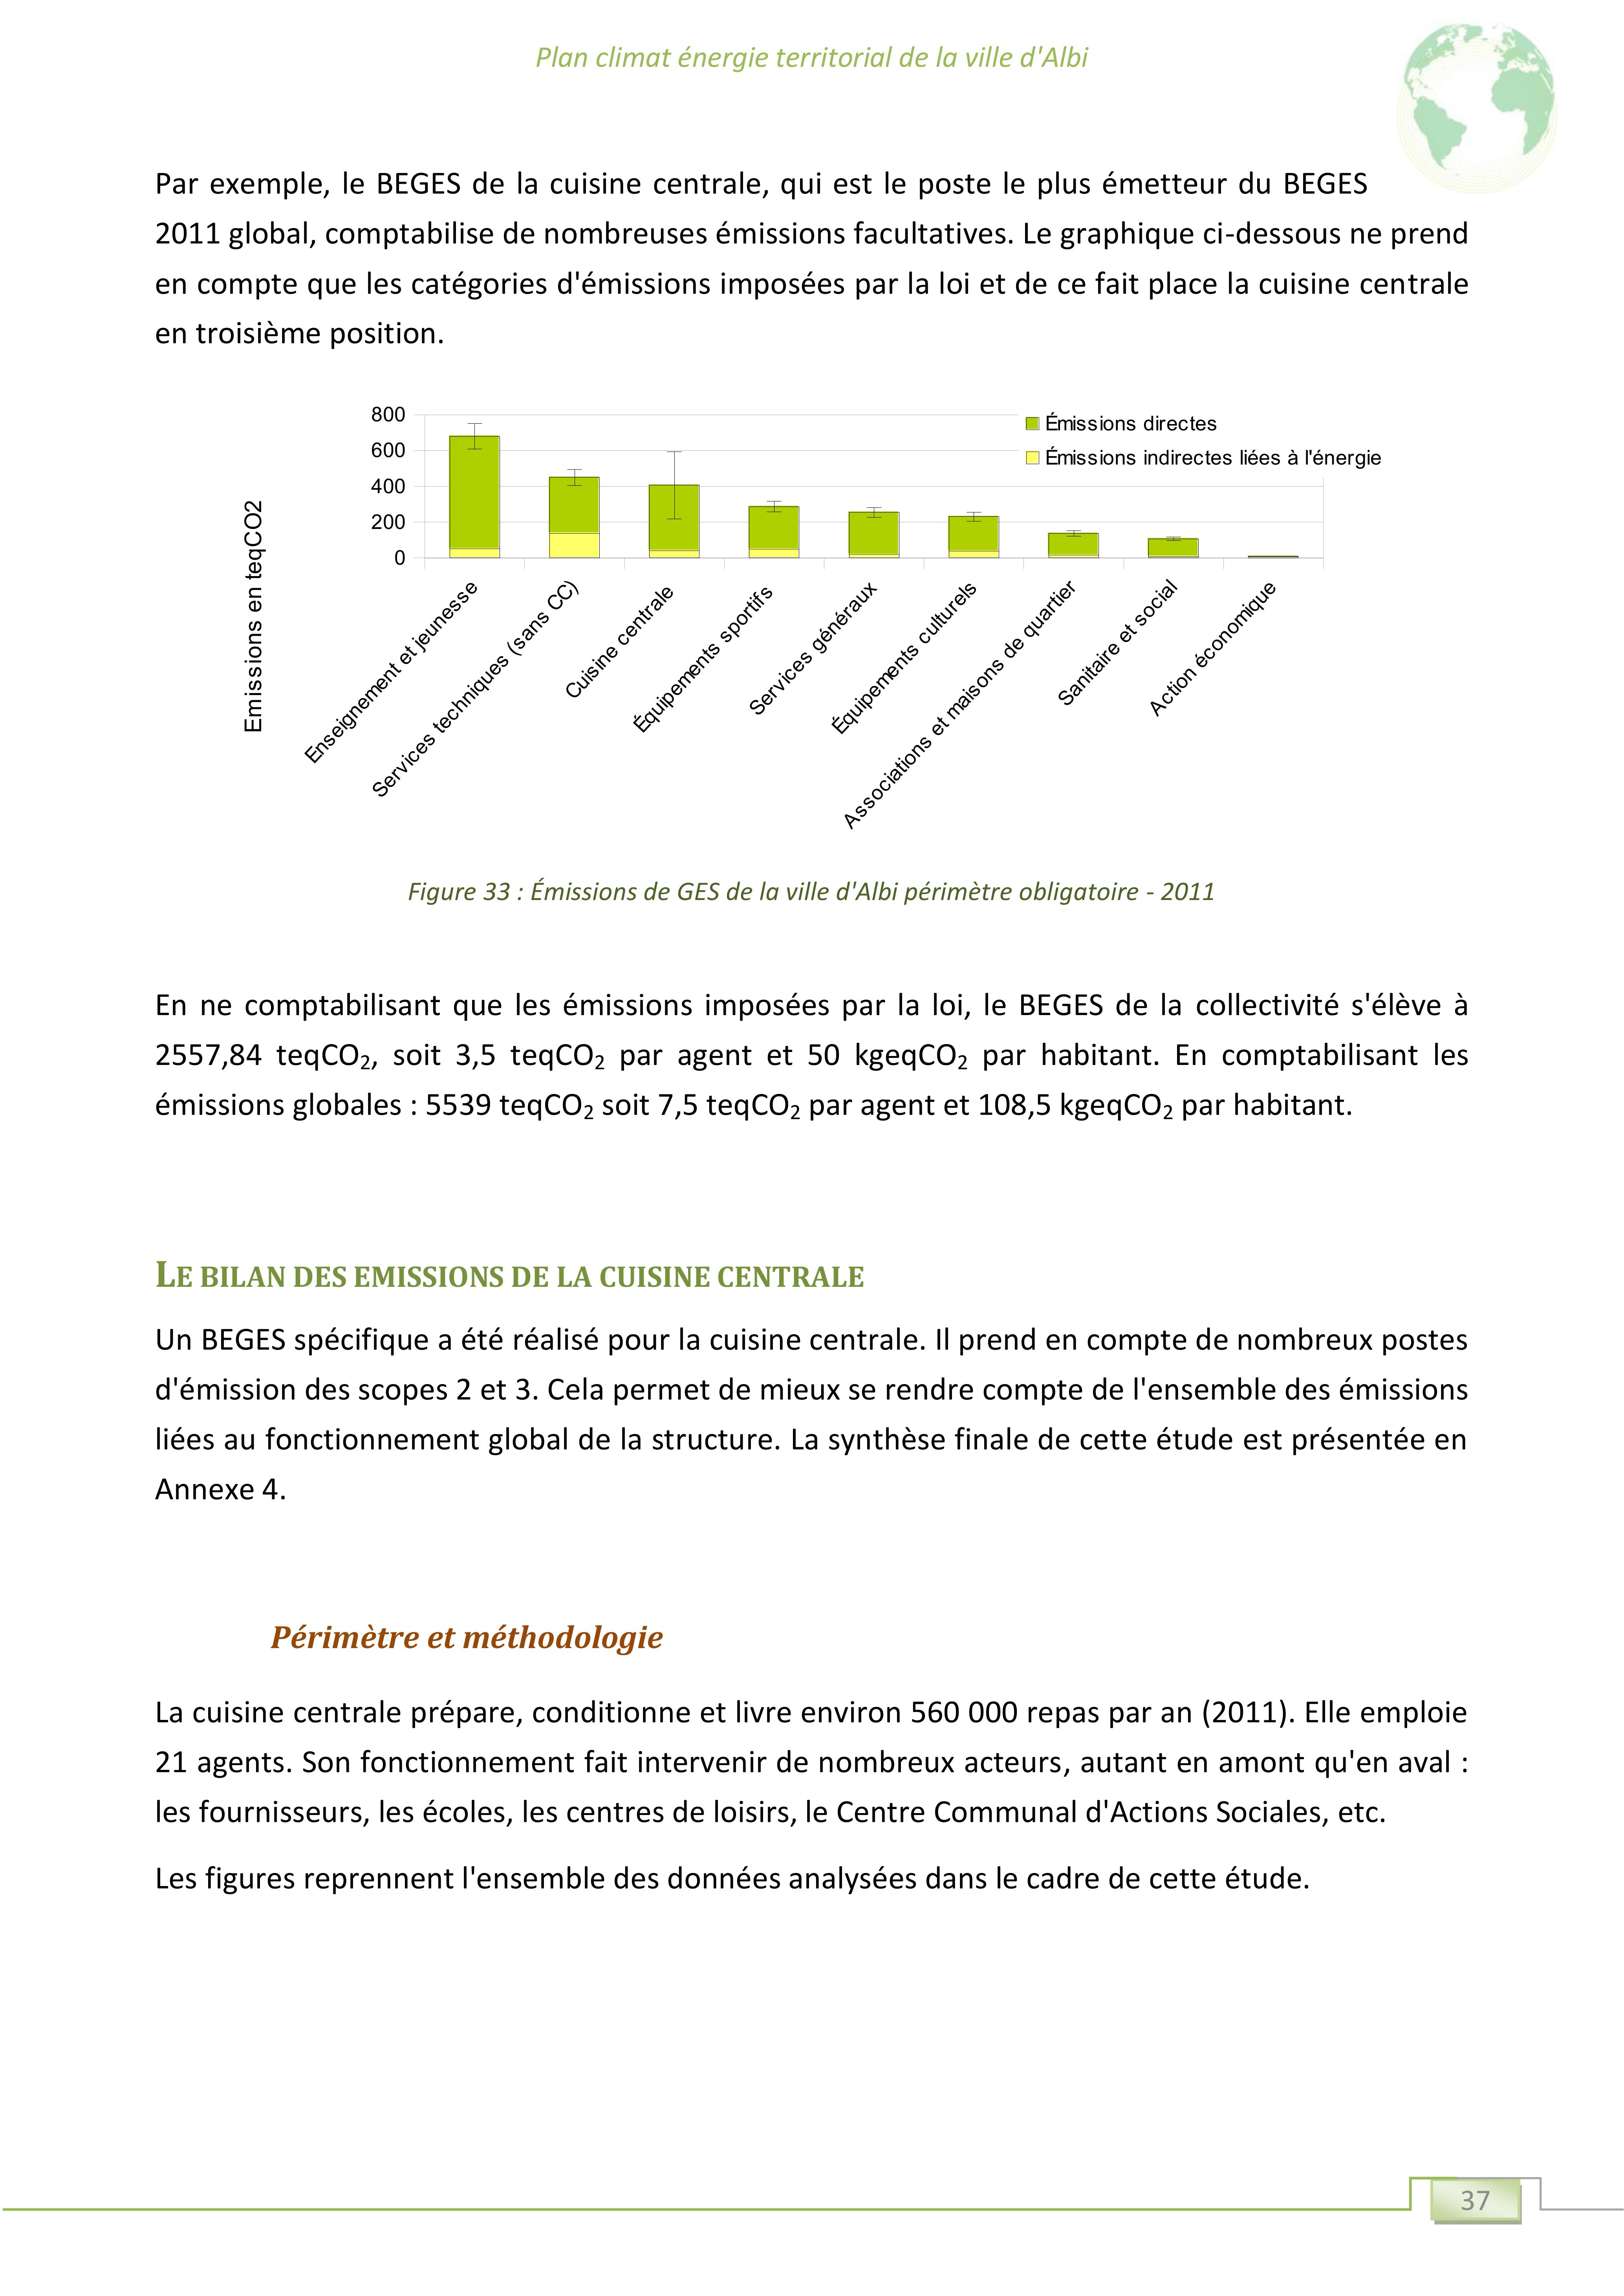 Plan climat énergie territorial de la ville d'Albi
Par exemple, le BEGES de la cuisine centrale, qui est le poste le plus émetteur du BEGES
2011 global, comptabilise de nombreuses émissions facultatives. Le graphique ci-dessous ne prend
en compte que les catégories d'émissions imposées par la loi et de ce fait place la cuisine centrale
en troisième position.
Emissions en teqCO2
800
600
400
200
0
Émissions directes
Émissions indirectes liées à l'énergie
Enseignement et jeunesse
Services techniques (sans CC)
Cuisine centrale
Équipements sportifs
Services généraux
Équipements culturels
Associations et maisons de quartier
Sanitaire et social
Action économique
Figure 33 : Émissions de GES de la ville d'Albi périmètre obligatoire - 2011
En ne comptabilisant que les émissions imposées par la loi, le BEGES de la collectivité s'élève à
2557,84 teqCO₂, soit 3,5 teqCO₂ par agent et 50 kgeqCO₂ par habitant. En comptabilisant les
émissions globales : 5539 teqCO₂ soit 7,5 teqCO₂ par agent et 108,5 kgeqCO₂ par habitant.
LE BILAN DES EMISSIONS DE LA CUISINE CENTRALE
Un BEGES spécifique a été réalisé pour la cuisine centrale. Il prend en compte de nombreux postes
d'émission des scopes 2 et 3. Cela permet de mieux se rendre compte de l'ensemble des émissions
liées au fonctionnement global de la structure. La synthèse finale de cette étude est présentée en
Annexe 4.
Périmètre et méthodologie
La cuisine centrale prépare, conditionne et livre environ 560 000 repas par an (2011). Elle emploie
21 agents. Son fonctionnement fait intervenir de nombreux acteurs, autant en amont qu'en aval :
les fournisseurs, les écoles, les centres de loisirs, le Centre Communal d'Actions Sociales, etc.
Les figures reprennent l'ensemble des données analysées dans le cadre de cette étude.
37